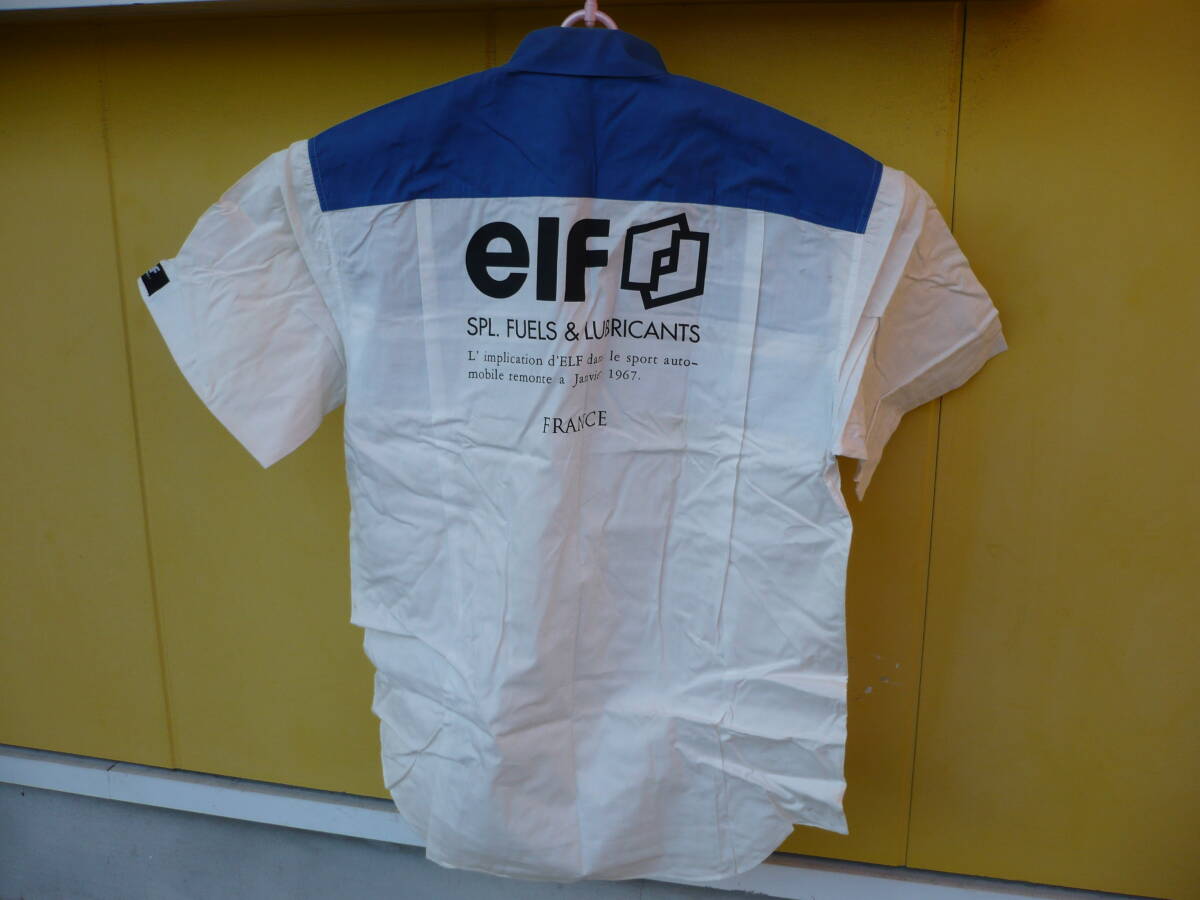 elf
SPL. FUELS & LUBRICANTS
L' implication d'ELF dans le sport auto-
mobile remonte a Janvier 1967.
FRANCE